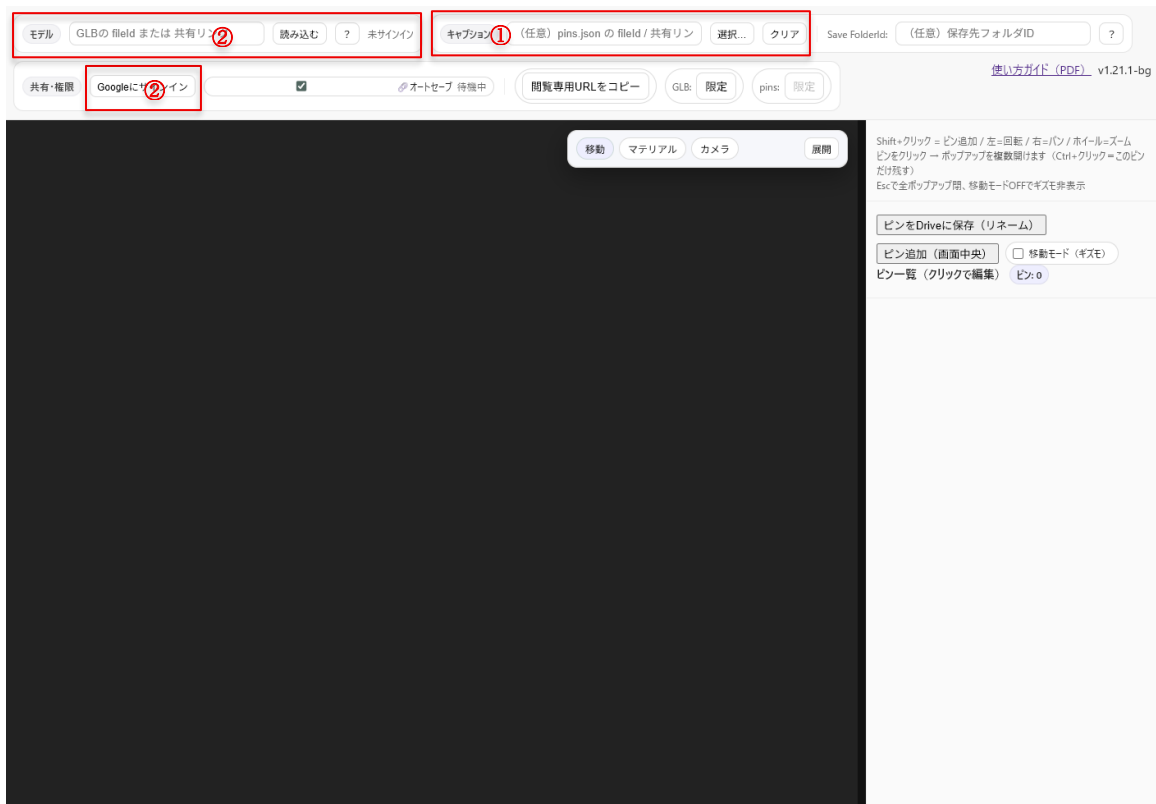 モデル GLBの fileId または 共有リン② 読み込む ? 未サインイン キャプション① （任意）pins.json の fileId / 共有リン 選択... クリア Save FolderId: （任意）保存先フォルダID ?
共有・権限 Googleにサ②ンイン オートセーブ 待機中 閲覧専用URLをコピー GLB: 限定 pins: 限定 使い方ガイド（PDF） v1.21.1-bg
移動 マテリアル カメラ 展開
Shift+クリック = ピン追加 / 左=回転 / 右=パン / ホイール=ズーム
ピンをクリック → ポップアップを複数開けます（Ctrl+クリック＝このピン
だけ残す）
Escで全ポップアップ閉、移動モードOFFでギズモ非表示
ピンをDriveに保存（リネーム）
ピン追加（画面中央） 移動モード（ギズモ）
ピン一覧（クリックで編集） ピン: 0